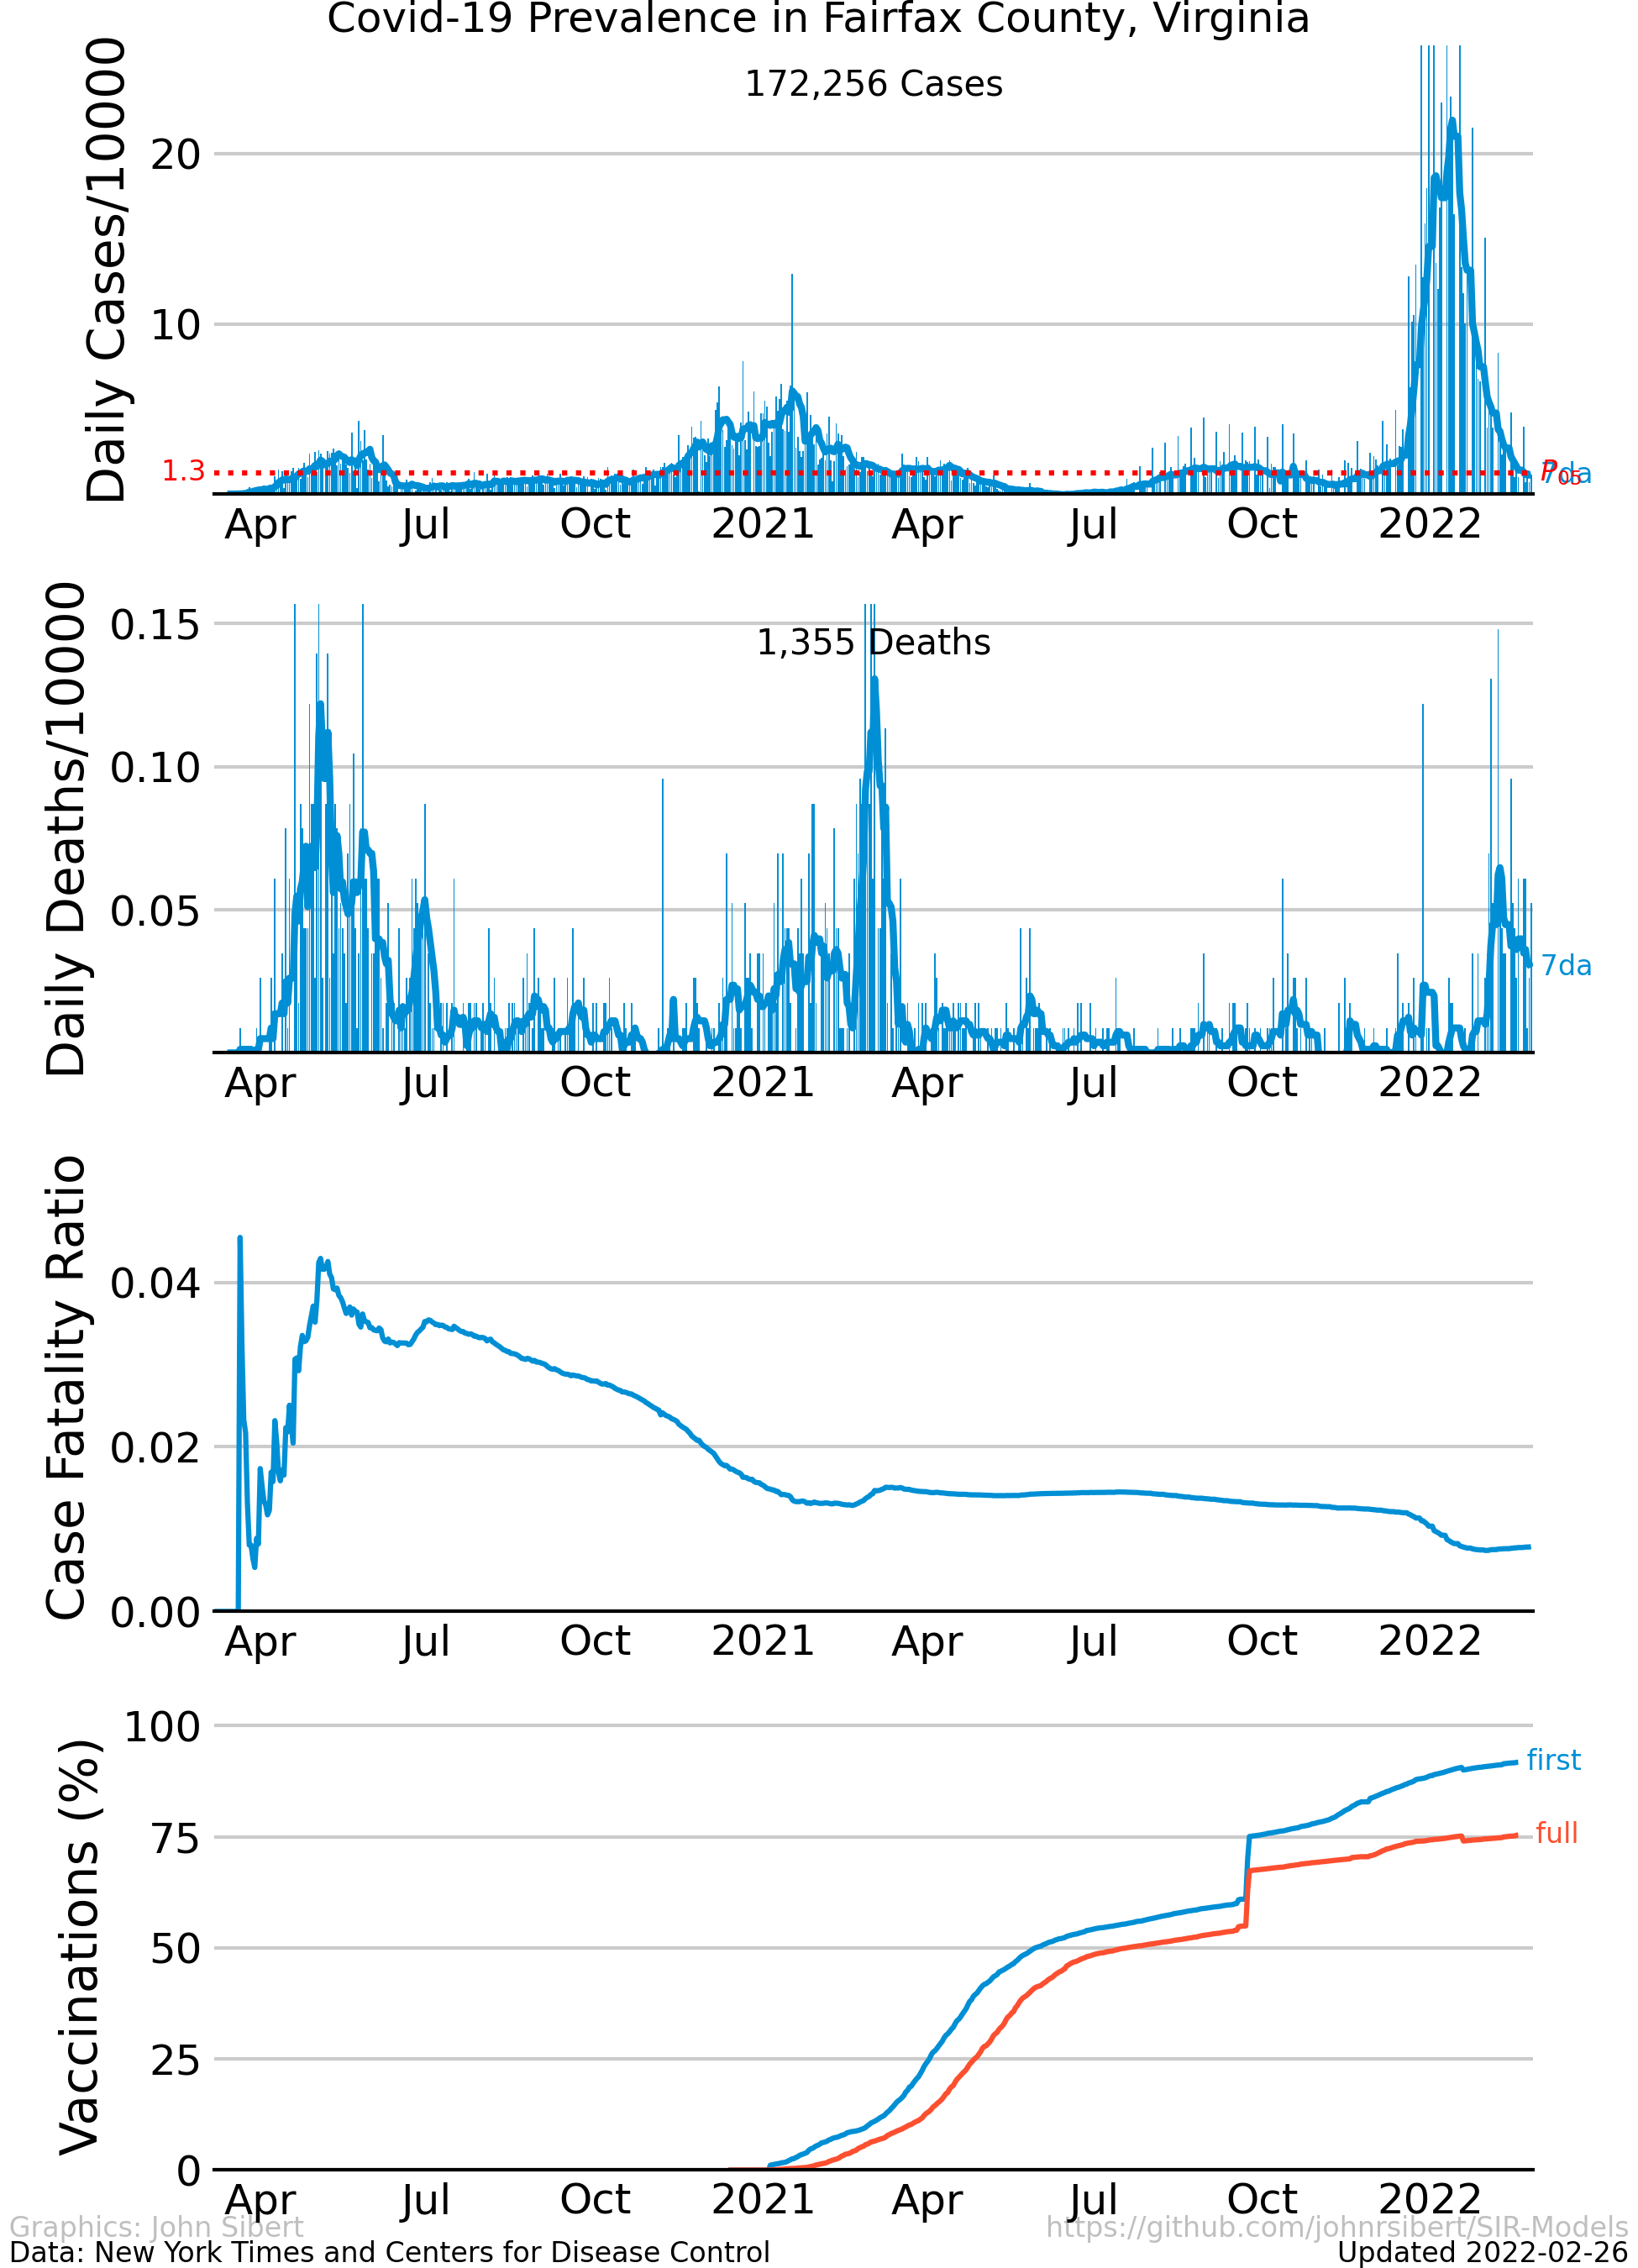 Covid-19 Prevalence in Fairfax County, Virginia
172,256 Cases
Daily Cases/10000
20
10
1.3
P05
7da
Apr Jul Oct 2021 Apr Jul Oct 2022
1,355 Deaths
Daily Deaths/10000
0.15
0.10
0.05
7da
Apr Jul Oct 2021 Apr Jul Oct 2022
Case Fatality Ratio
0.04
0.02
0.00
Apr Jul Oct 2021 Apr Jul Oct 2022
Vaccinations (%)
100
75
50
25
0
first
full
Apr Jul Oct 2021 Apr Jul Oct 2022
Graphics: John Sibert
https://github.com/johnrsibert/SIR-Models
Data: New York Times and Centers for Disease Control
Updated 2022-02-26